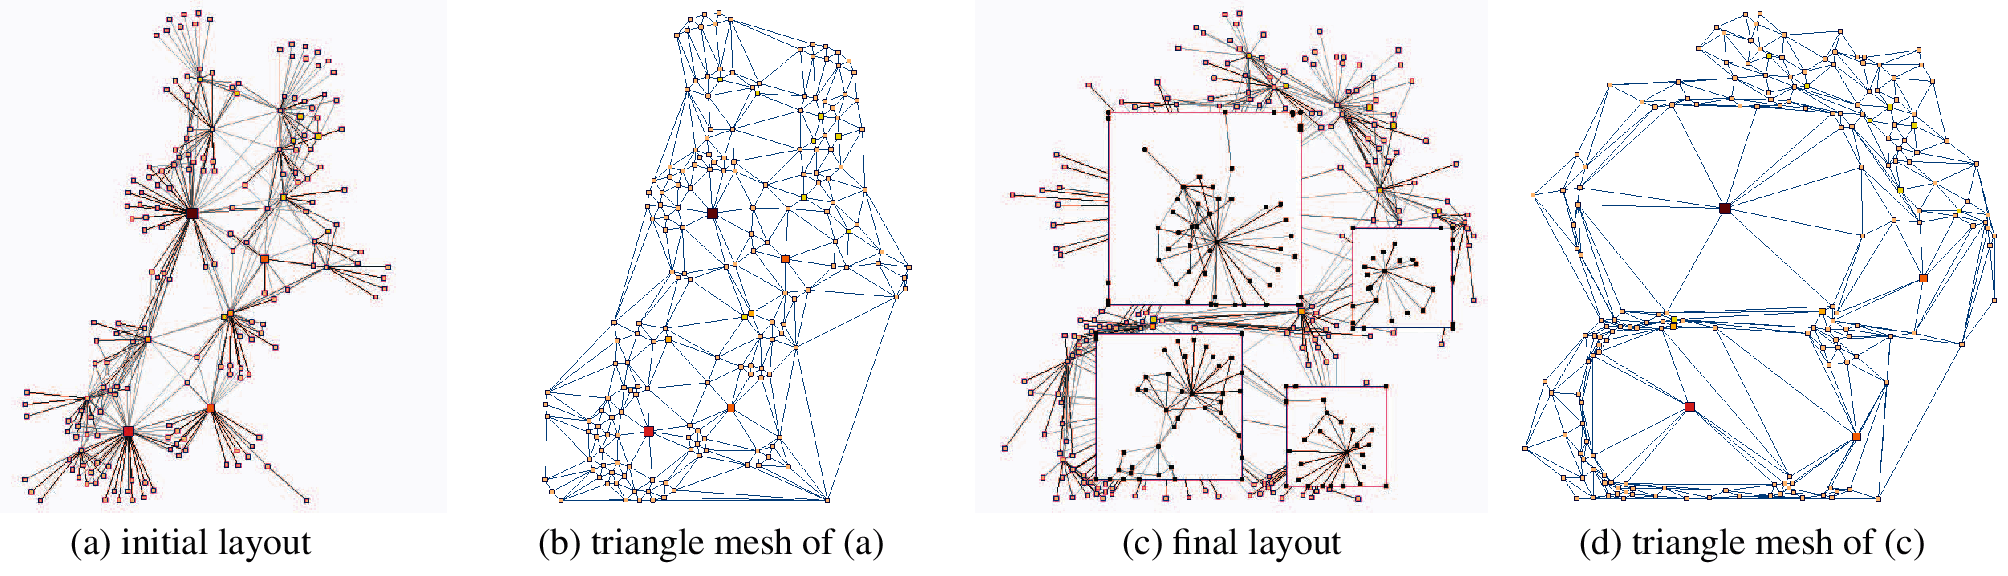 (a) initial layout
(b) triangle mesh of (a)
(c) final layout
(d) triangle mesh of (c)